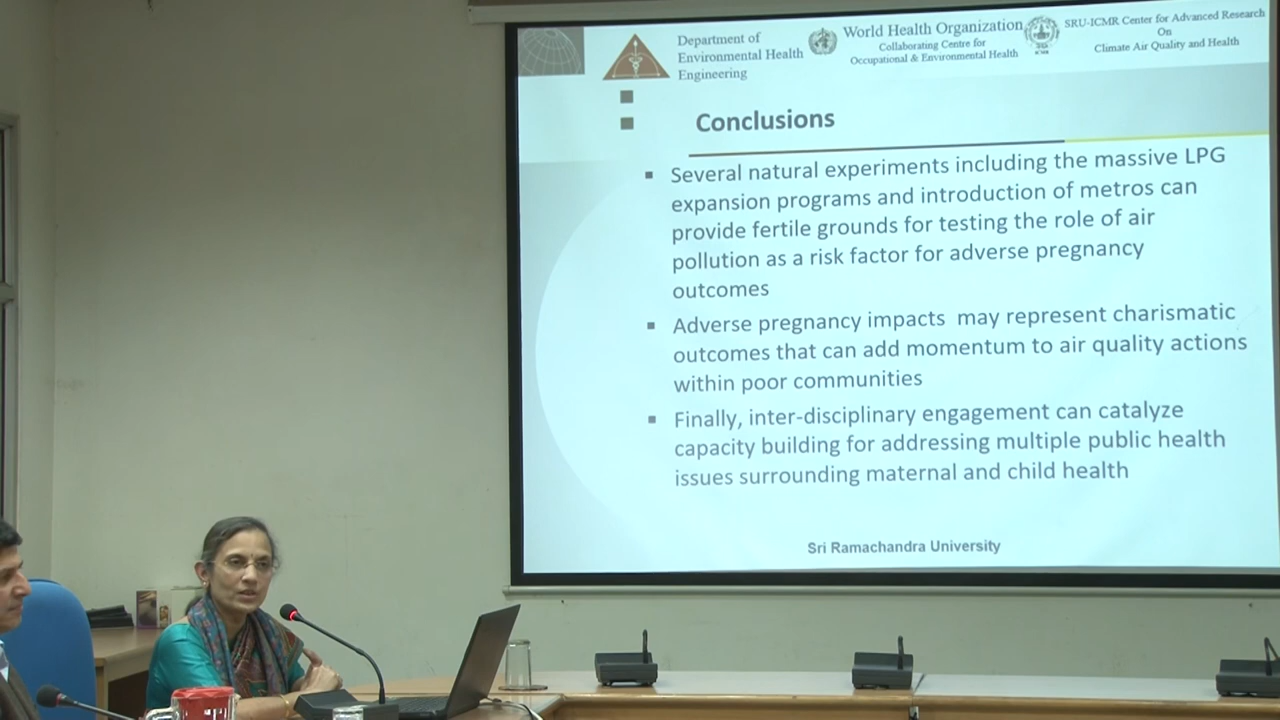 Department of
Environmental Health
Engineering
World Health Organization
Collaborating Centre for
Occupational & Environmental Health
SRU-ICMR Center for Advanced Research
On
Climate Air Quality and Health
Conclusions
Several natural experiments including the massive LPG
expansion programs and introduction of metros can
provide fertile grounds for testing the role of air
pollution as a risk factor for adverse pregnancy
outcomes
Adverse pregnancy impacts may represent charismatic
outcomes that can add momentum to air quality actions
within poor communities
Finally, inter-disciplinary engagement can catalyze
capacity building for addressing multiple public health
issues surrounding maternal and child health
Sri Ramachandra University